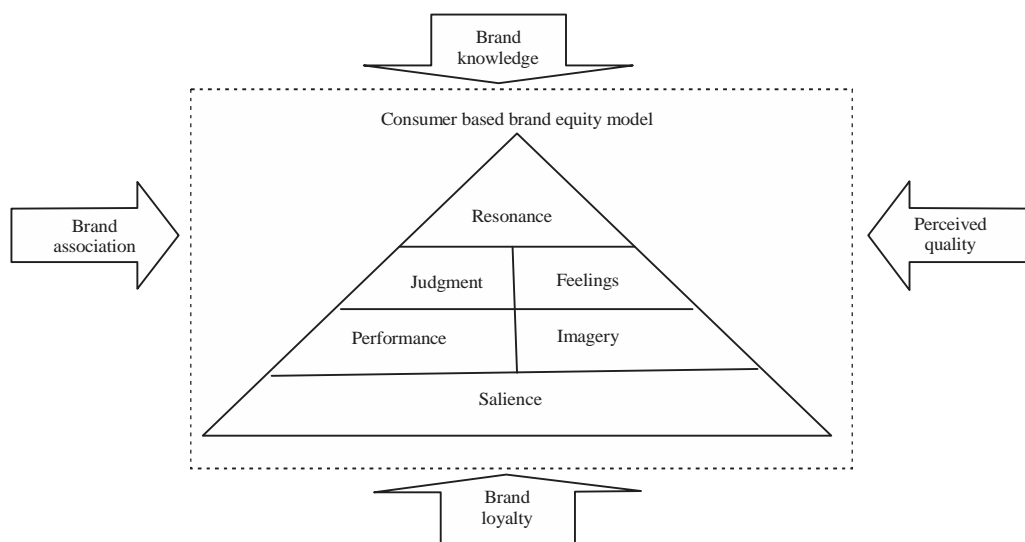 Brand
knowledge
Consumer based brand equity model
Resonance
Brand
association
Perceived
quality
Judgment
Feelings
Performance
Imagery
Salience
Brand
loyalty